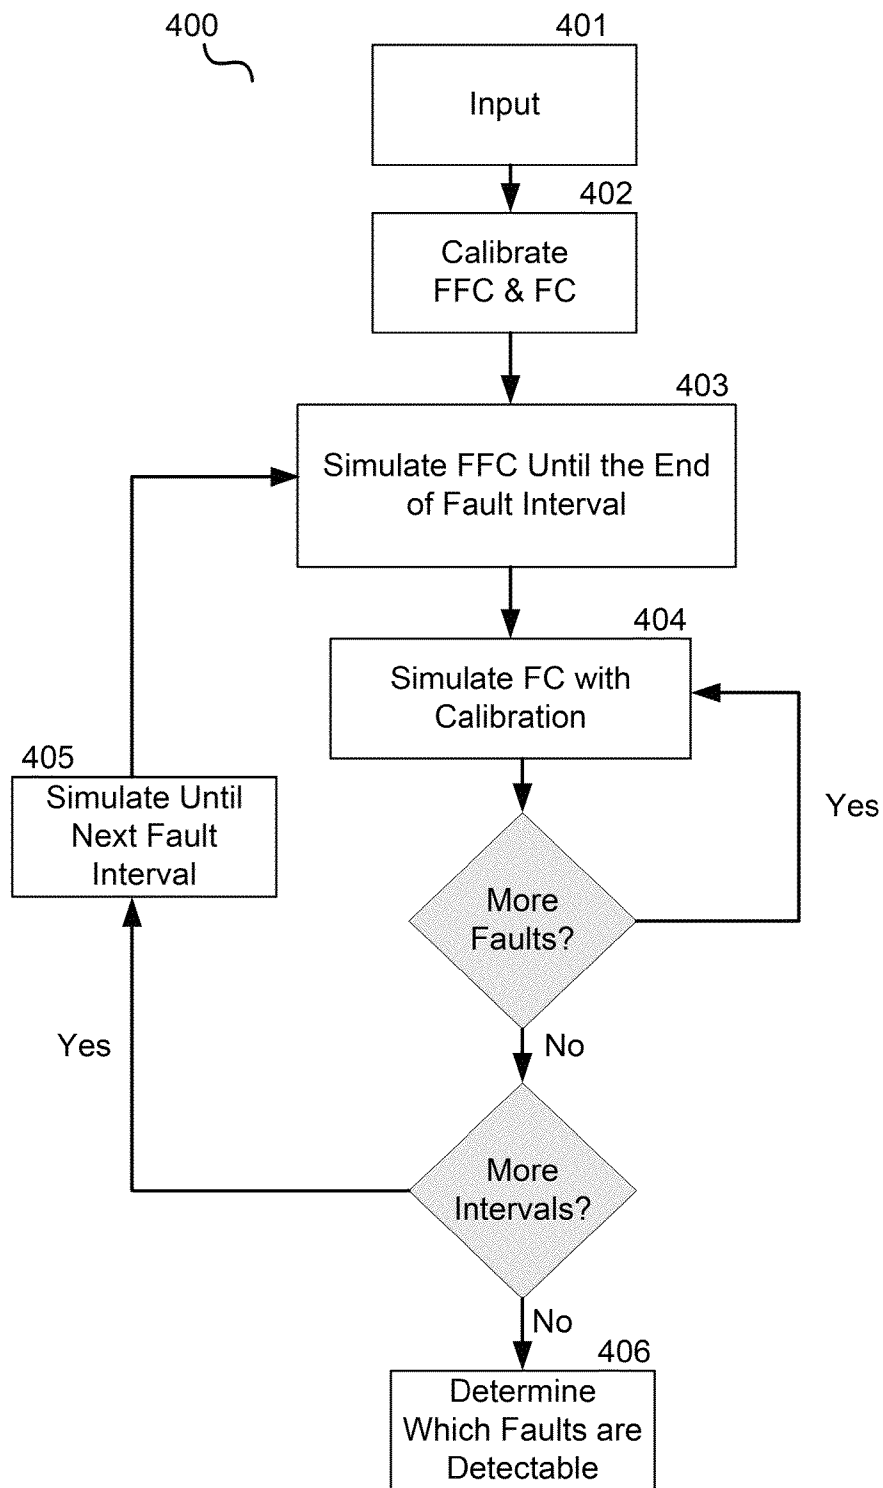 400
401
Input
402
Calibrate
FFC & FC
403
Simulate FFC Until the End
of Fault Interval
404
Simulate FC with
Calibration
405
Simulate Until
Next Fault
Interval
Yes
More
Faults?
Yes
No
More
Intervals?
No
406
Determine
Which Faults are
Detectable